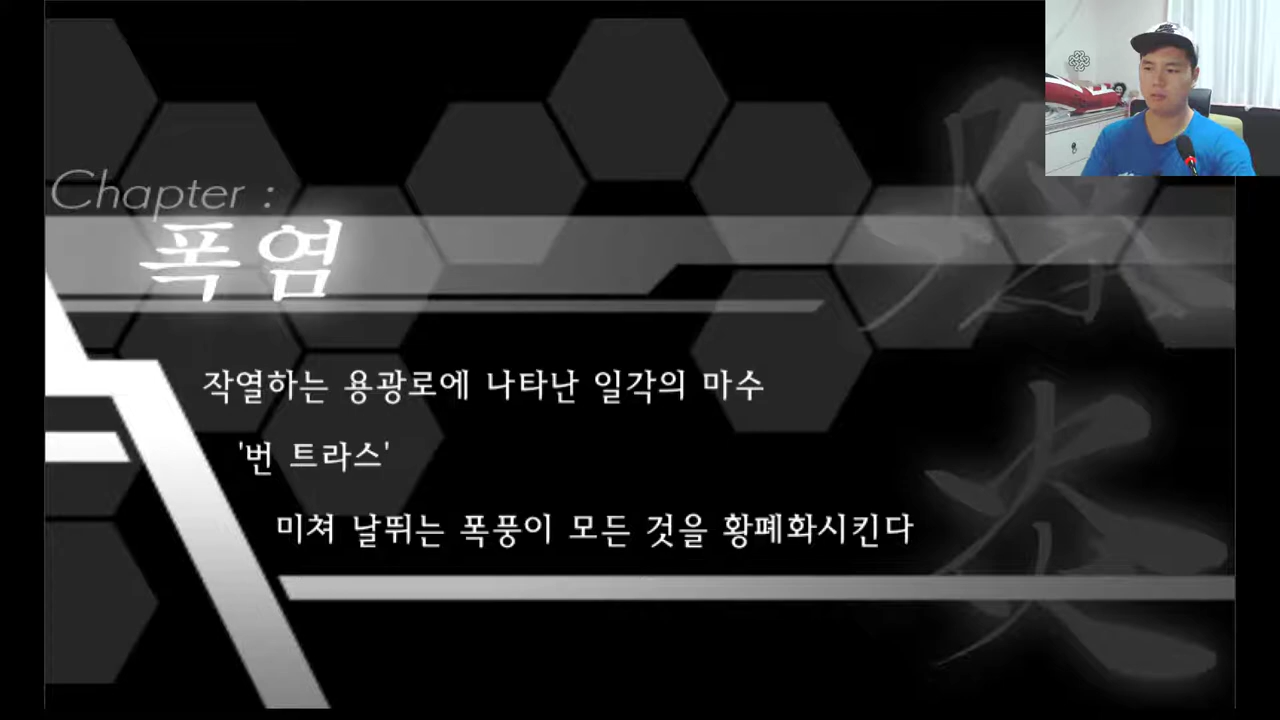 Chapter :
폭염
작열하는 용광로에 나타난 일각의 마수
'번 트라스'
미쳐 날뛰는 폭풍이 모든 것을 황폐화시킨다
爆
炎